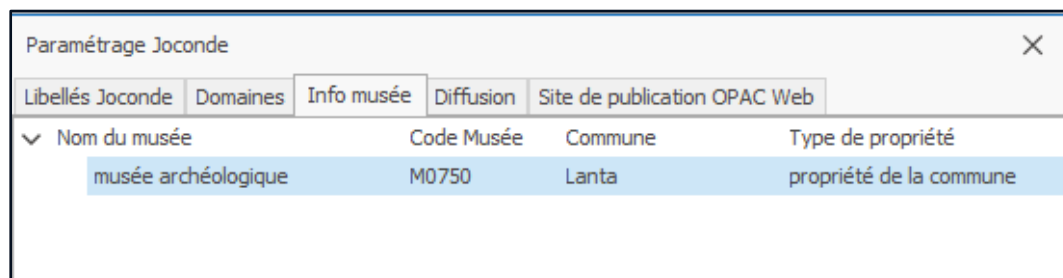 Paramétrage Joconde
Libellés Joconde Domaines Info musée Diffusion Site de publication OPAC Web
Nom du musée Code Musée Commune Type de propriété
musée archéologique M0750 Lanta propriété de la commune